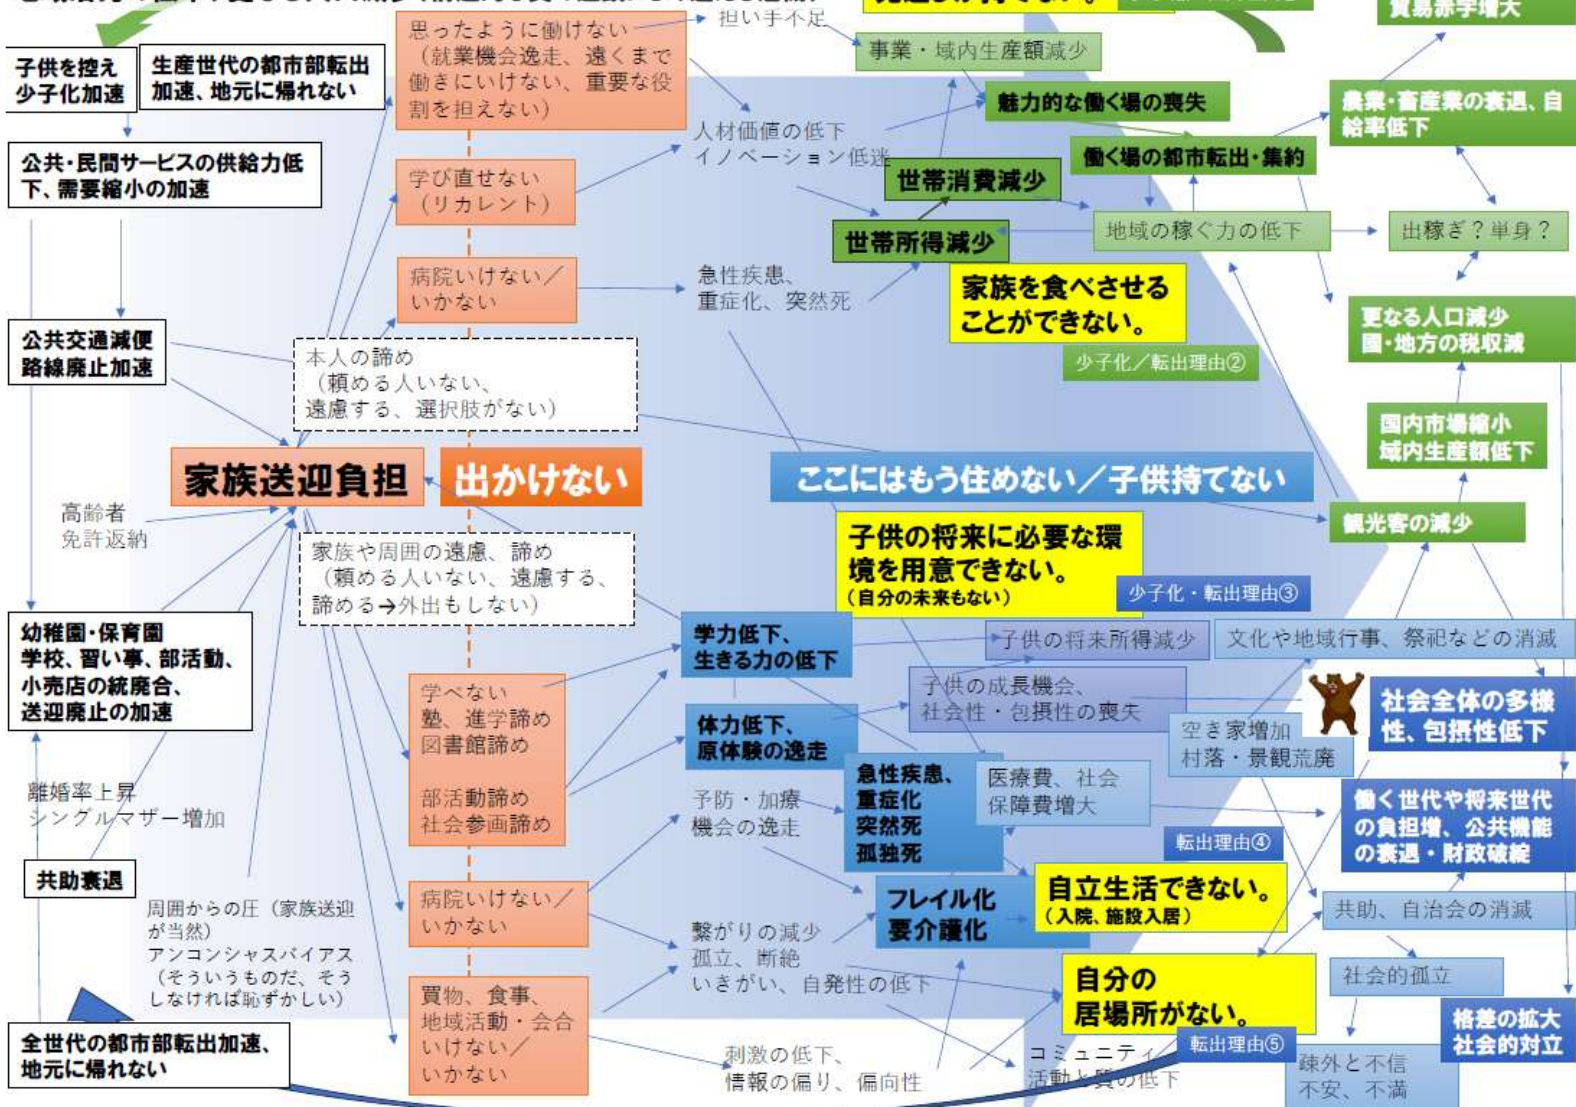 担い手不足
貿易赤字増大
思ったように働けない
（就業機会逸走、遠くまで
働きにいけない、重要な役
割を担えない）
事業・域内生産額減少
子供を控え
少子化加速
生産世代の都市部転出
加速、地元に帰れない
魅力的な働く場の喪失
農業・畜産業の衰退、自
給率低下
人材価値の低下
イノベーション低迷
公共・民間サービスの供給力低
下、需要縮小の加速
学び直せない
（リカレント）
働く場の都市転出・集約
世帯消費減少
世帯所得減少
地域の稼ぐ力の低下
出稼ぎ？単身？
病院いけない／
いかない
急性疾患、
重症化、突然死
家族を食べさせる
ことができない。
少子化／転出理由②
更なる人口減少
國・地方の税収減
公共交通減便
路線廃止加速
本人の諦め
（頼める人いない、
遠慮する、選択肢がない）
国内市場縮小
域内生産額低下
家族送迎負担
出かけない
ここにはもう住めない／子供持てない
高齢者
免許返納
観光客の減少
家族や周囲の遠慮、諦め
（頼める人いない、遠慮する、
諦める→外出もしない）
子供の将来に必要な環
境を用意できない。
（自分の未来もない）
少子化・転出理由③
幼稚園・保育園
学校、習い事、部活動、
小売店の統廃合、
送迎廃止の加速
学力低下、
生きる力の低下
子供の将来所得減少
文化や地域行事、祭祀などの消滅
学べない
塾、進学諦め
図書館諦め
部活動諦め
社会参画諦め
子供の成長機会、
社会性・包摂性の喪失
体力低下、
原体験の逸走
社会全体の多様
性、包摂性低下
空き家増加
村落・景観荒廃
急性疾患、
重症化
突然死
孤独死
医療費、社会
保障費増大
予防・加療
機会の逸走
離婚率上昇
シングルマザー増加
働く世代や将来世代
の負担増、公共機能
の衰退・財政破綻
転出理由④
共助衰退
病院いけない／
いかない
フレイル化
要介護化
自立生活できない。
（入院、施設入居）
共助、自治会の消滅
周囲からの圧（家族送迎
が当然）
アンコンシャスバイアス
（そういうものだ、そう
しなければ恥ずかしい）
繋がりの減少
孤立、断絶
いきがい、自発性の低下
自分の
居場所がない。
社会的孤立
買物、食事、
地域活動・会合
いけない／
いかない
格差の拡大
社会的対立
全世代の都市部転出加速、
地元に帰れない
転出理由⑤
刺激の低下、
情報の偏り、偏向性
コミュニティ
活動と質の低下
疎外と不信
不安、不満